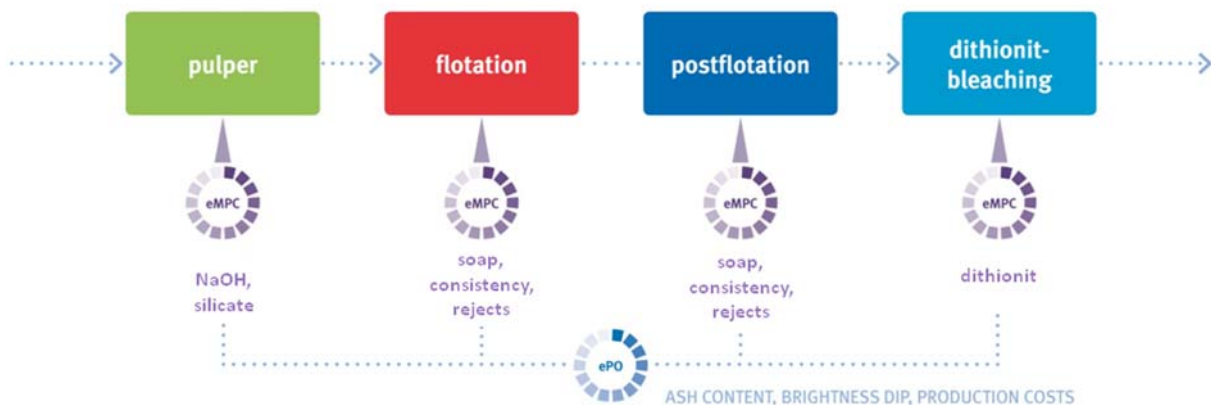 pulper
flotation
postflotation
dithionit-
bleaching
eMPC
eMPC
eMPC
eMPC
NaOH,
silicate
soap,
consistency,
rejects
soap,
consistency,
rejects
dithionit
ePO
ASH CONTENT, BRIGHTNESS DIP, PRODUCTION COSTS